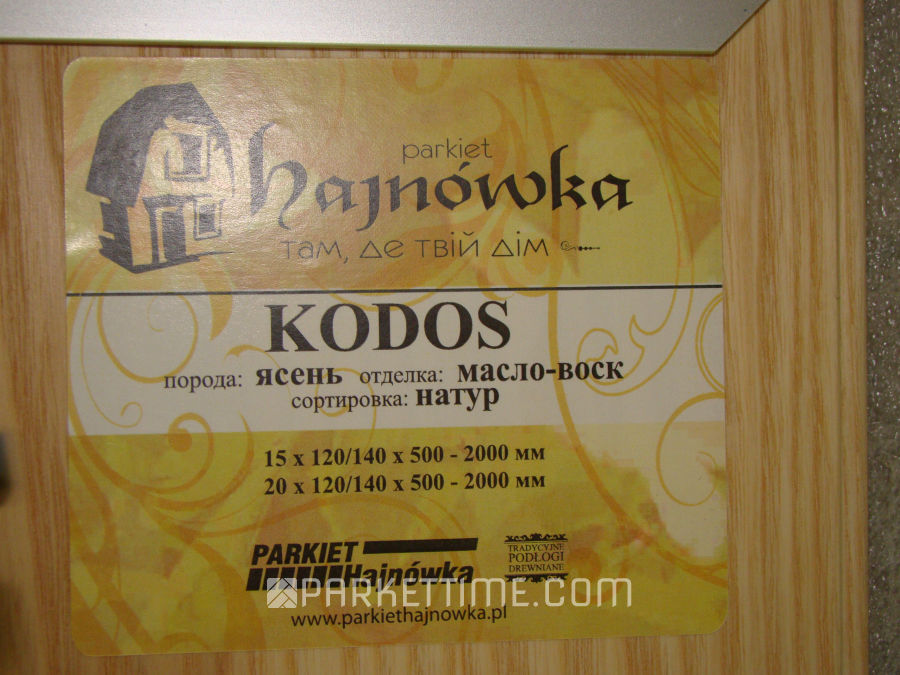 parkiet
hajnówka
там, де твій дім
KODOS
порода: ясень отделка: масло-воск
сортировка: натур
15 x 120/140 x 500 - 2000 мм
20 x 120/140 x 500 - 2000 мм
PARKIET
Hajnówka
TRADYCYJNE
PODŁOGI
DREWNIANE
PARKETTIME.COM
www.parkiethajnowka.pl